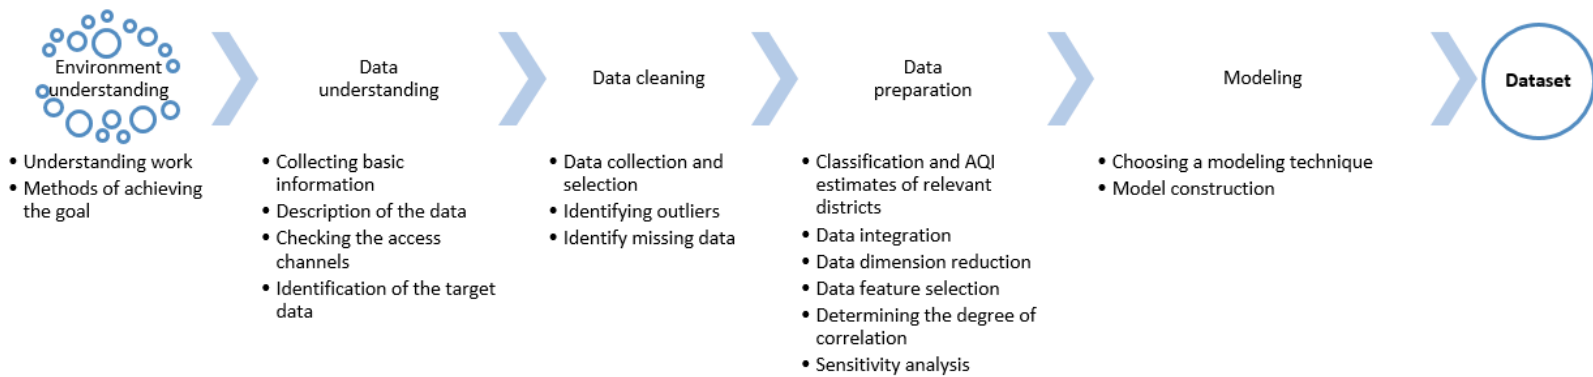 Environment
understanding
• Understanding work
• Methods of achieving
the goal
Data
understanding
• Collecting basic
information
• Description of the data
• Checking the access
channels
• Identification of the target
data
Data cleaning
• Data collection and
selection
• Identifying outliers
• Identify missing data
Data
preparation
• Classification and AQI
estimates of relevant
districts
• Data integration
• Data dimension reduction
• Data feature selection
• Determining the degree of
correlation
• Sensitivity analysis
Modeling
• Choosing a modeling technique
• Model construction
Dataset